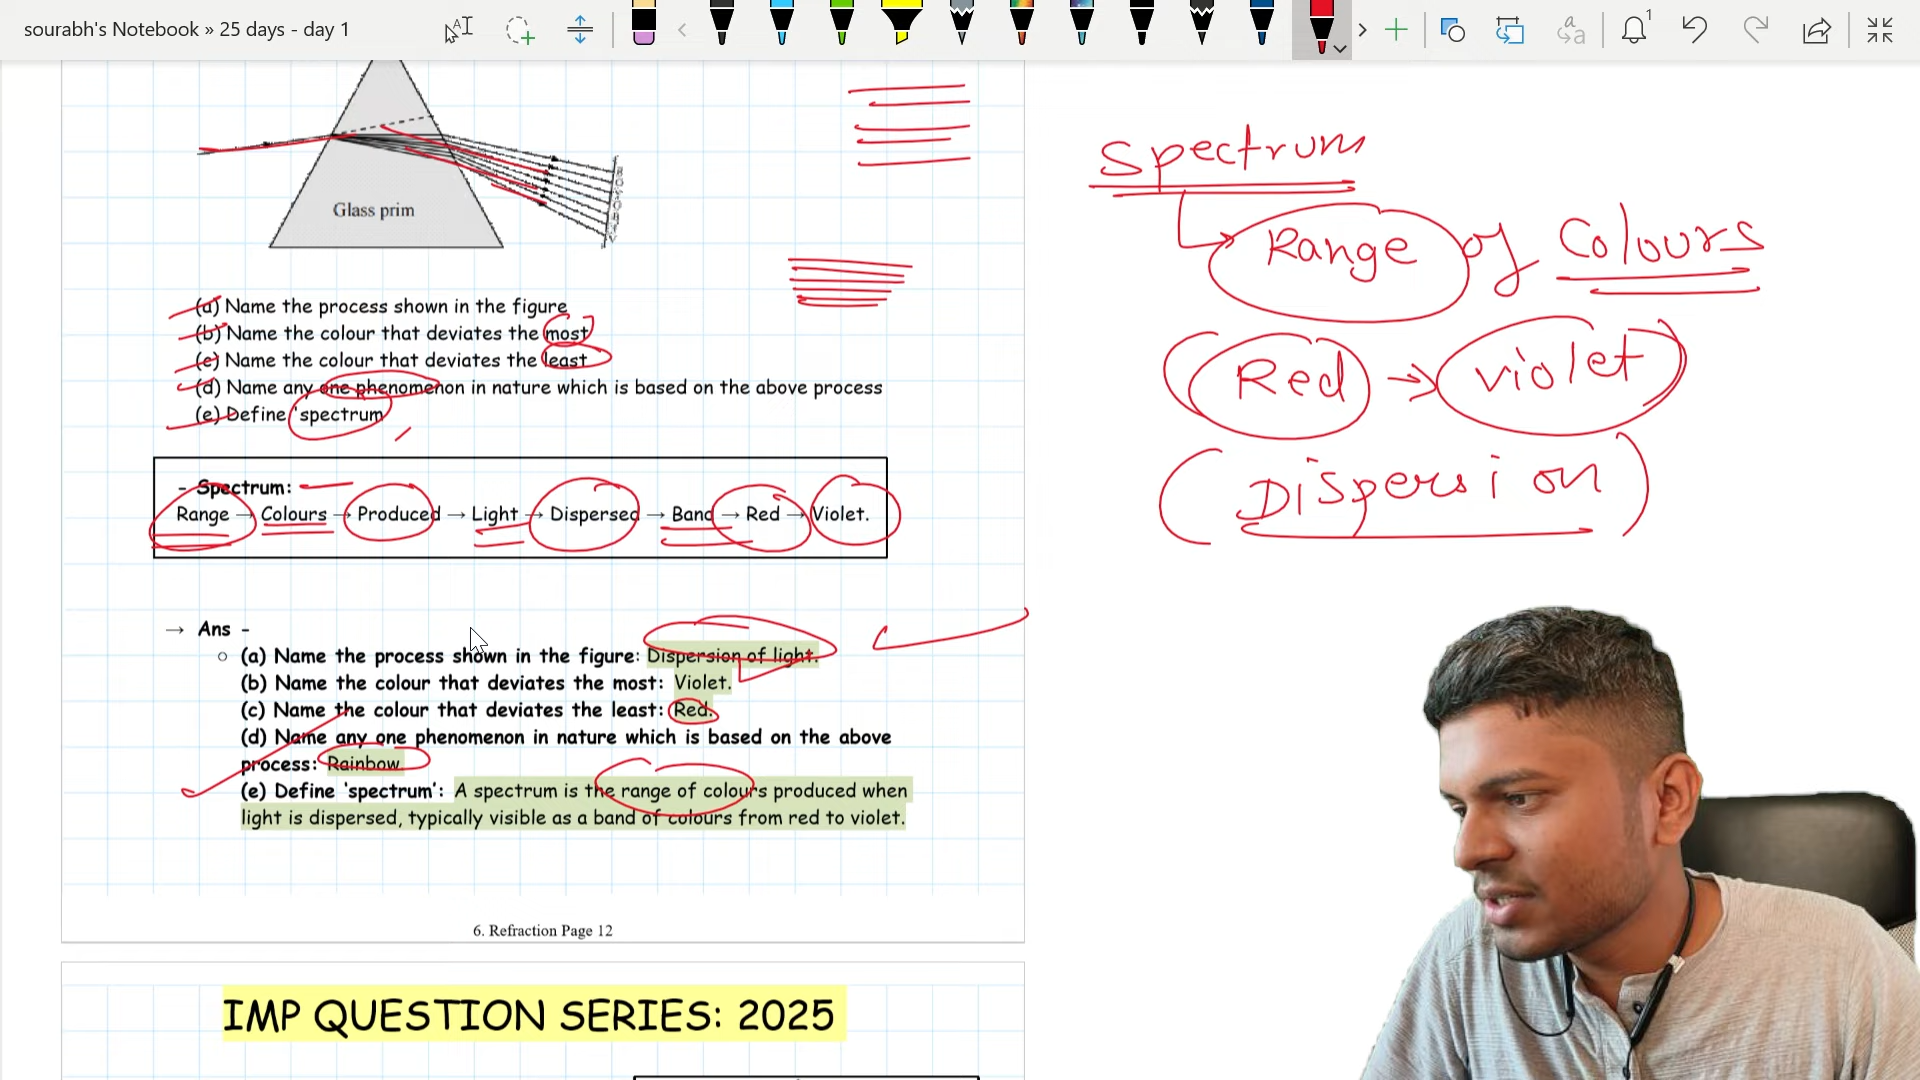 sourabh's Notebook » 25 days - day 1
Glass prim
(a) Name the process shown in the figure
(b) Name the colour that deviates the most
(c) Name the colour that deviates the least
(d) Name any one phenomenon in nature which is based on the above process
(e) Define 'spectrum
- Spectrum:
Range → Colours → Produced → Light → Dispersed → Band → Red → Violet.
→ Ans -
(a) Name the process shown in the figure: Dispersion of light.
(b) Name the colour that deviates the most: Violet.
(c) Name the colour that deviates the least: Red.
(d) Name any one phenomenon in nature which is based on the above
process: Rainbow
(e) Define 'spectrum': A spectrum is the range of colours produced when
light is dispersed, typically visible as a band of colours from red to violet.
6. Refraction Page 12
IMP QUESTION SERIES: 2025
Spectrum
Range of Colours
(Red → violet)
(Dispersion)